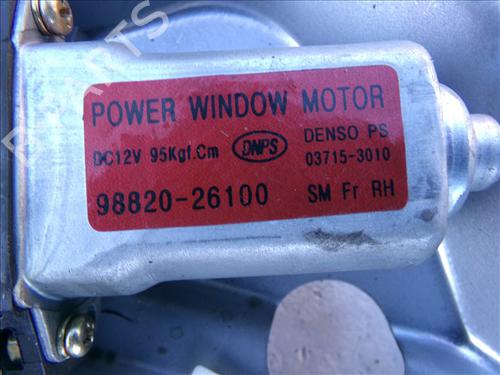 POWER WINDOW MOTOR
DC12V 95Kgf.Cm DNPS DENSO PS
03715-3010
98820-26100 SM Fr RH